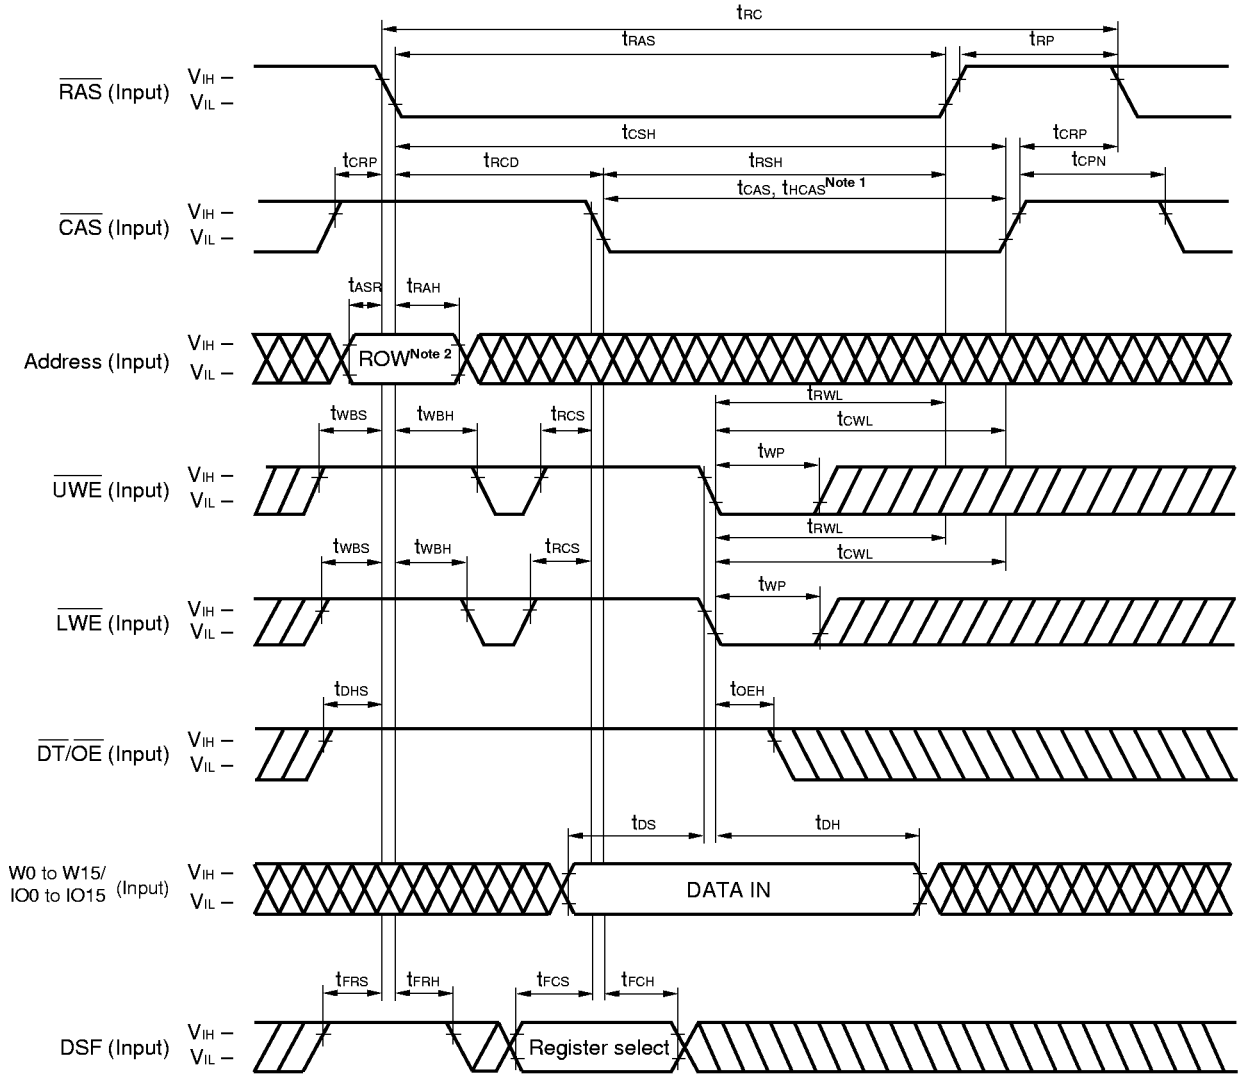 tRC
tRAS tRP
RAS (Input) VIH –
VIL –
tCSH tCRP
tCRP tRCD tRSH tCPN
tCAS, tHCAS Note 1
CAS (Input) VIH –
VIL –
tASR tRAH
Address (Input) VIH –
VIL –
ROW Note 2
tRWL
tWBS tWBH tRCS tCWL
tWP
UWE (Input) VIH –
VIL –
tRWL
tWBS tWBH tRCS tCWL
tWP
LWE (Input) VIH –
VIL –
tDHS tOEH
DT/OE (Input) VIH –
VIL –
tDS tDH
W0 to W15/
IO0 to IO15 (Input) VIH –
VIL –
DATA IN
tFRS tFRH tFCS tFCH
DSF (Input) VIH –
VIL –
Register select